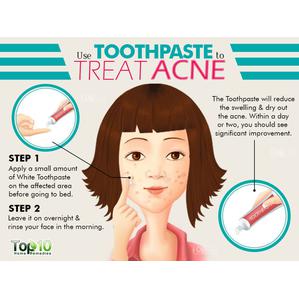 Use TOOTHPASTE to
TREAT ACNE
The Toothpaste will reduce
the swelling & dry out
the acne. Within a day
or two, you should see
significant improvement.
STEP 1
Apply a small amount
of White Toothpaste
on the affected area
before going to bed.
STEP 2
Leave it on overnight &
rinse your face in the morning.
Top10
Home Remedies